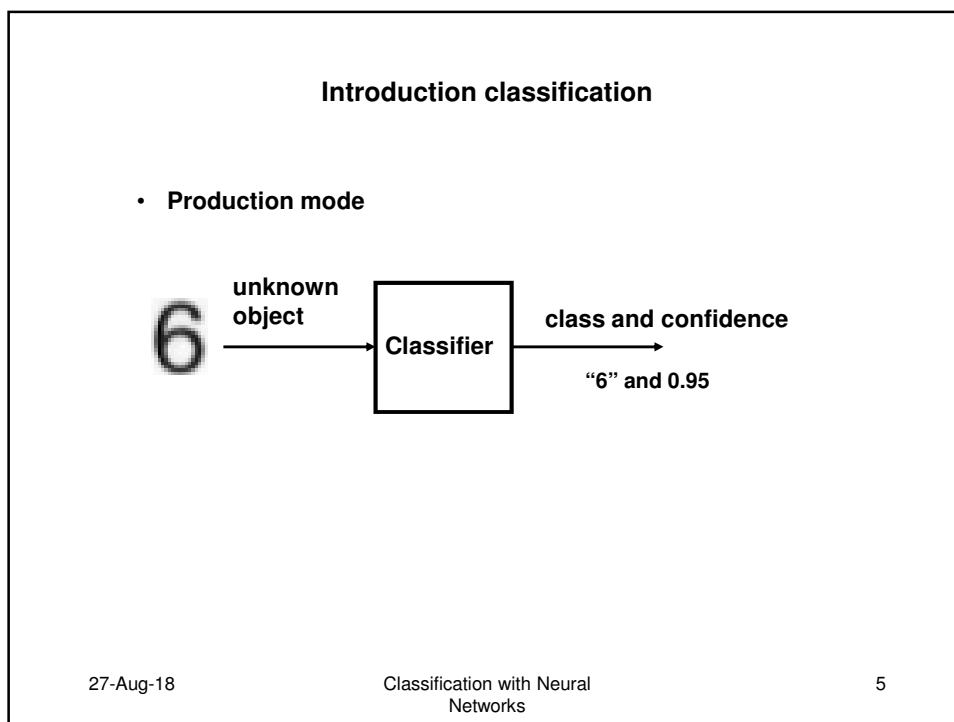 Introduction classification
• Production mode
6
unknown
object
Classifier
class and confidence
“6” and 0.95
27-Aug-18
Classification with Neural
Networks
5